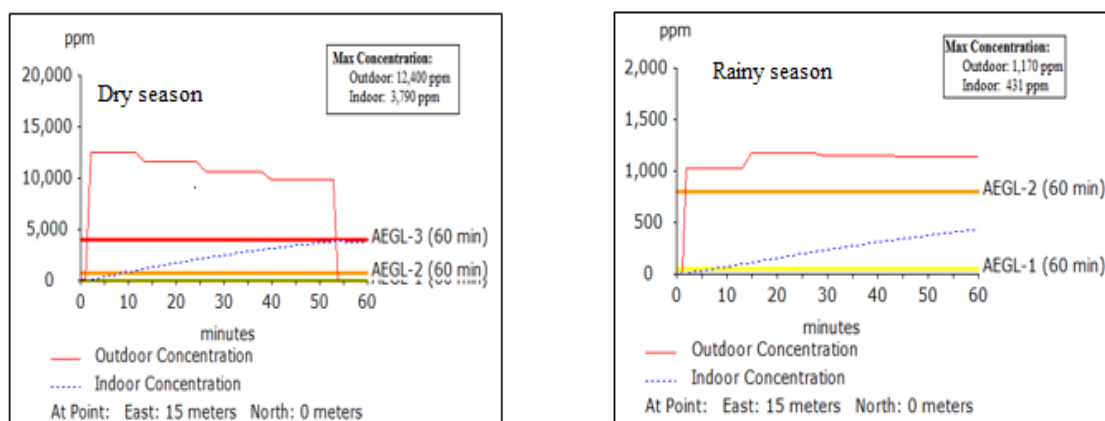 ppm
Max Concentration:
Outdoor: 12,400 ppm
Indoor: 3,790 ppm
20,000
Dry season
15,000
10,000
5,000
AEGL-3 (60 min)
AEGL-2 (60 min)
0
AEGL-1 (60 min)
0 10 20 30 40 50 60
minutes
Outdoor Concentration
Indoor Concentration
At Point: East: 15 meters North: 0 meters
ppm
Max Concentration:
Outdoor: 1,170 ppm
Indoor: 431 ppm
2,000
Rainy season
1,500
1,000
AEGL-2 (60 min)
500
0
AEGL-1 (60 min)
0 10 20 30 40 50 60
minutes
Outdoor Concentration
Indoor Concentration
At Point: East: 15 meters North: 0 meters